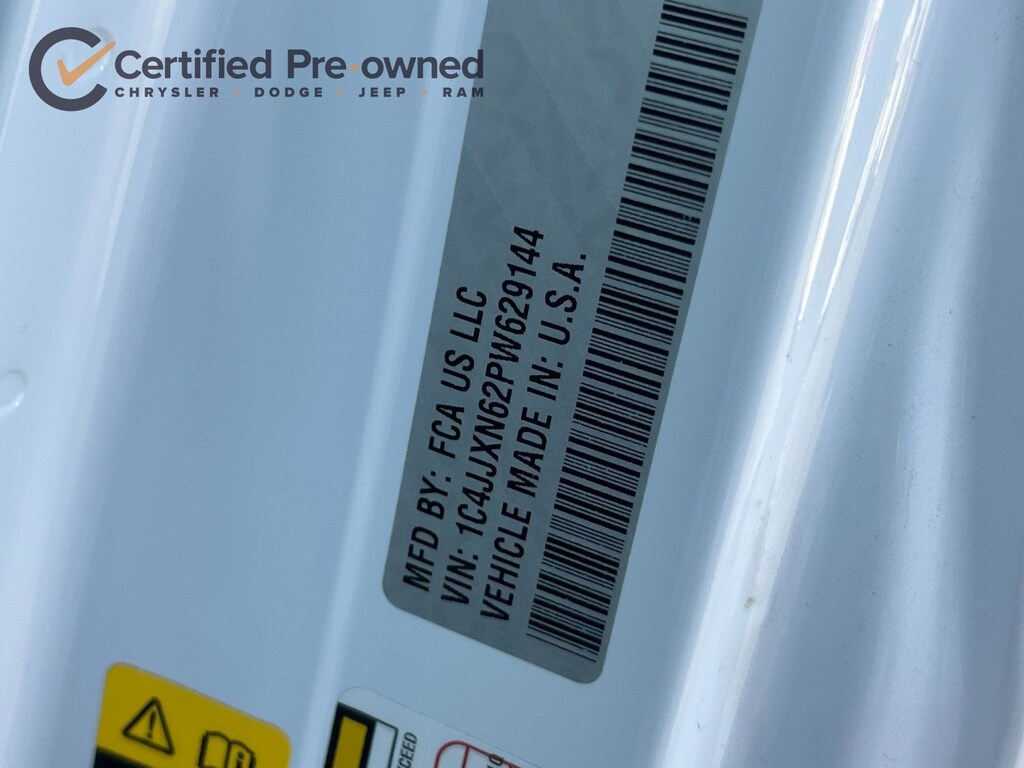 Certified Pre-owned
CHRYSLER • DODGE • JEEP • RAM
MFD BY: FCA US LLC
VIN: 1C4JJXN62PW629144
VEHICLE MADE IN: U.S.A.